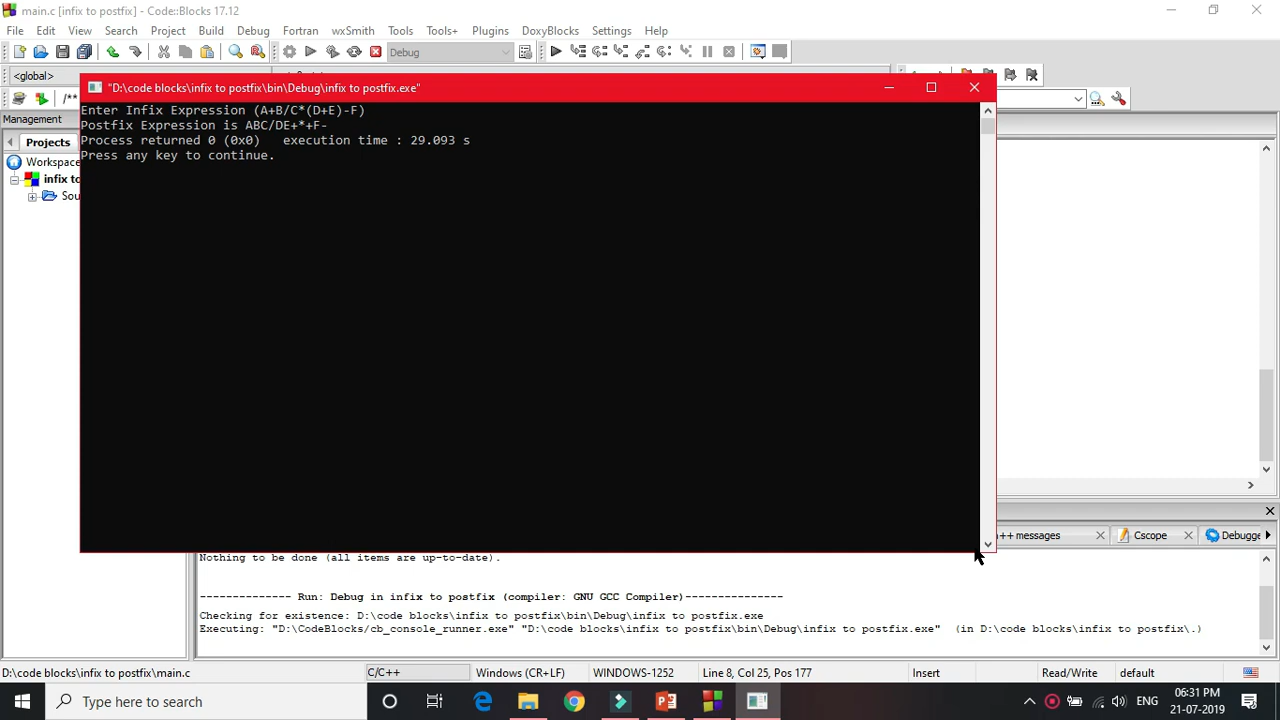 main.c [infix to postfix] - Code::Blocks 17.12
File Edit View Search Project Build Debug Fortran wxSmith Tools Tools+ Plugins DoxyBlocks Settings Help
Debug
<global>
"D:\code blocks\infix to postfix\bin\Debug\infix to postfix.exe"
/**
Enter Infix Expression (A+B/C*(D+E)-F)
Postfix Expression is ABC/DE+*+F-
Process returned 0 (0x0) execution time : 29.093 s
Press any key to continue.
Management
Projects
Workspace
infix to
Sou
++ messages
Cscope
Debugge
Nothing to be done (all items are up-to-date).
-------------- Run: Debug in infix to postfix (compiler: GNU GCC Compiler)---------------
Checking for existence: D:\code blocks\infix to postfix\bin\Debug\infix to postfix.exe
Executing: "D:\CodeBlocks/cb_console_runner.exe" "D:\code blocks\infix to postfix\bin\Debug\infix to postfix.exe" (in D:\code blocks\infix to postfix\.)
D:\code blocks\infix to postfix\main.c C/C++ Windows (CR+LF) WINDOWS-1252 Line 8, Col 25, Pos 177 Insert Read/Write default
Type here to search
ENG
06:31 PM
21-07-2019